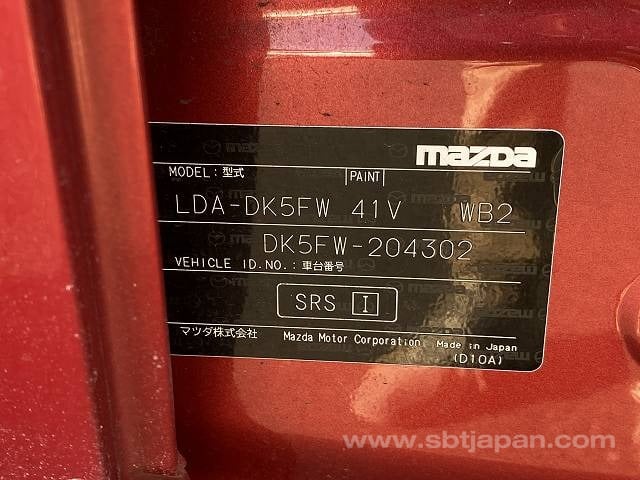 mazda
MODEL:型式 |PAINT|
LDA-DK5FW 41V WB2
DK5FW-204302
VEHICLE ID.NO.:車台番号
SRS I
マツダ株式会社 Mazda Motor Corporation Made in Japan
(D10A)
www.sbtjapan.com